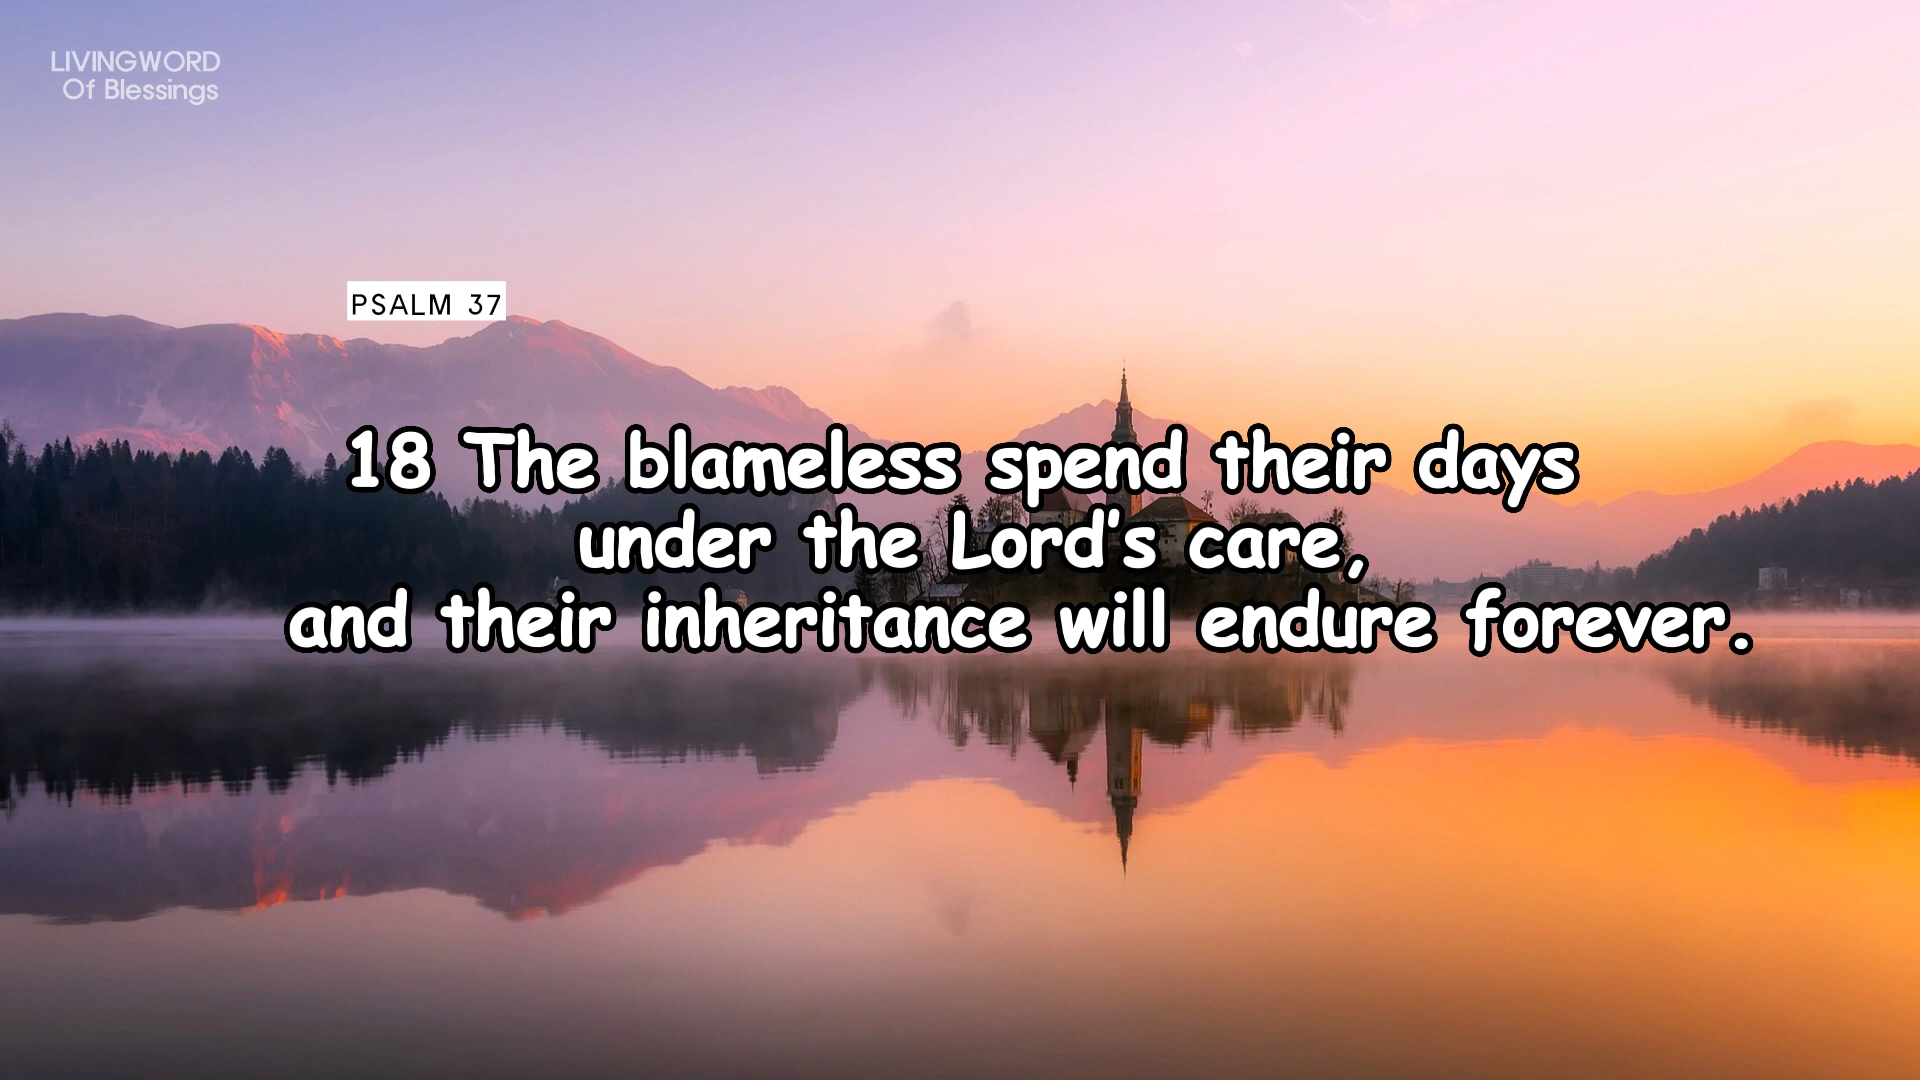 LIVINGWORD
Of Blessings
PSALM 37
18 The blameless spend their days
under the Lord’s care,
and their inheritance will endure forever.